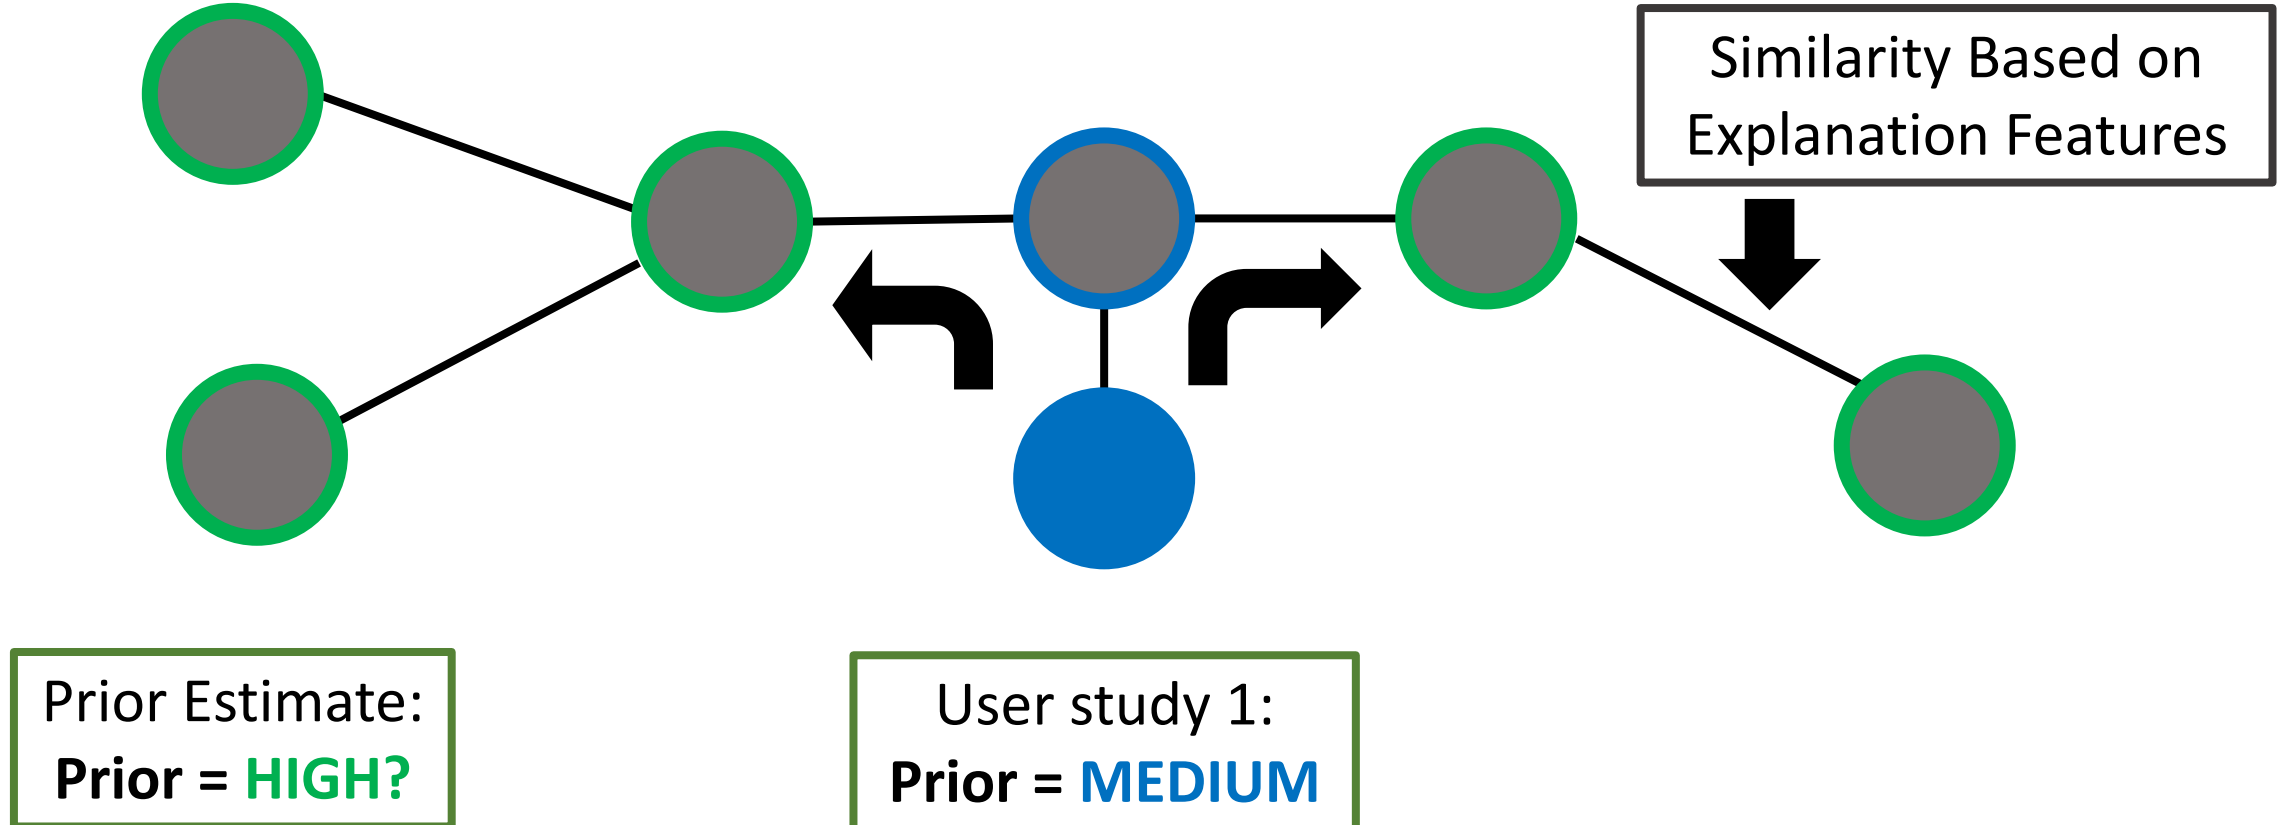 Similarity Based on
Explanation Features
Prior Estimate:
Prior = HIGH?
User study 1:
Prior = MEDIUM